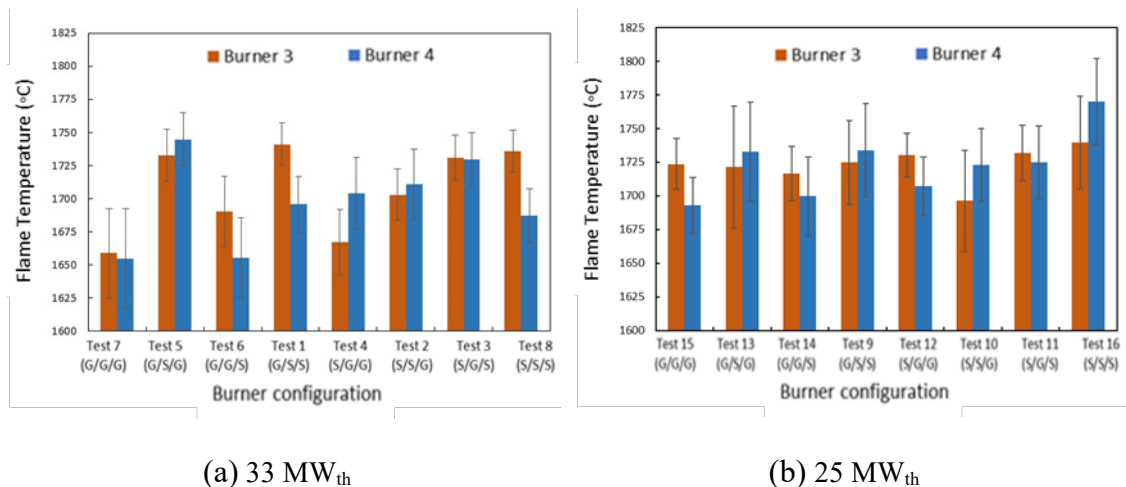 Flame Temperature (°C)
1825
1800
1775
1750
1725
1700
1675
1650
1625
1600
Burner 3 Burner 4
Test 7 Test 5 Test 6 Test 1 Test 4 Test 2 Test 3 Test 8
(G/G/G) (G/S/G) (G/G/S) (G/S/S) (S/G/G) (S/S/G) (S/G/S) (S/S/S)
Burner configuration
(a) 33 MWth
Flame Temperature (°C)
1825
1800
1775
1750
1725
1700
1675
1650
1625
1600
Burner 3 Burner 4
Test 15 Test 13 Test 14 Test 9 Test 12 Test 10 Test 11 Test 16
(G/G/G) (G/S/G) (G/G/S) (G/S/S) (S/G/G) (S/S/G) (S/G/S) (S/S/S)
Burner configuration
(b) 25 MWth